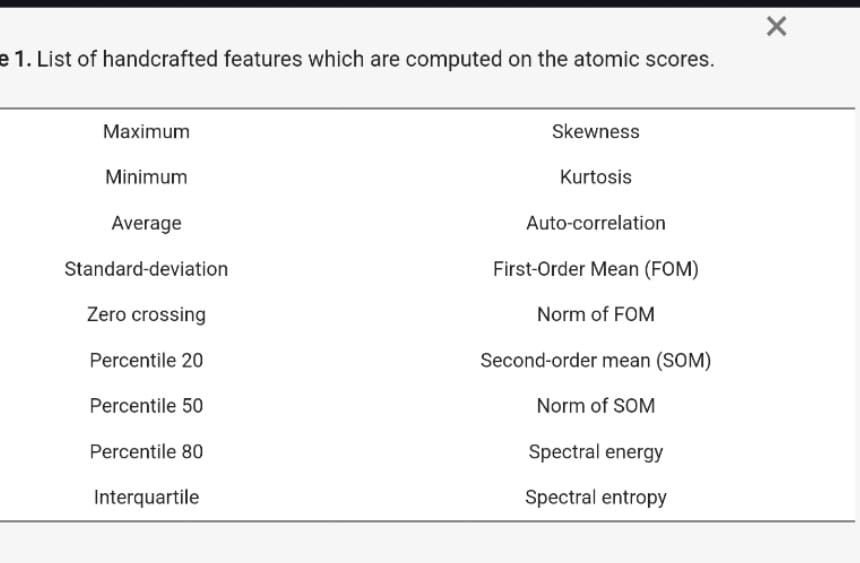 e 1. List of handcrafted features which are computed on the atomic scores.
Maximum Skewness
Minimum Kurtosis
Average Auto-correlation
Standard-deviation First-Order Mean (FOM)
Zero crossing Norm of FOM
Percentile 20 Second-order mean (SOM)
Percentile 50 Norm of SOM
Percentile 80 Spectral energy
Interquartile Spectral entropy